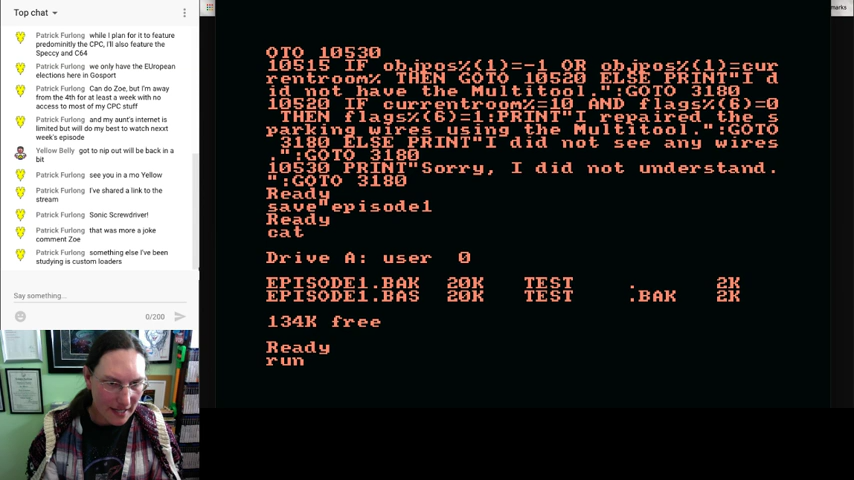 Top chat
Patrick Furlong while I plan for it to feature
predominitly the CPC, I'll also feature the
Speccy and C64
Patrick Furlong we only have the EUropean
elections here in Gosport
Patrick Furlong Can do Zoe, but I'm away
from the 4th for at least a week with no
access to most of my CPC stuff
Patrick Furlong and my aunt's internet is
limited but will do my best to watch nexxt
week's episode
Yellow Belly got to nip out will be back in a
bit
Patrick Furlong see you in a mo Yellow
Patrick Furlong I've shared a link to the
stream
Patrick Furlong Sonic Screwdriver!
Patrick Furlong that was more a joke
comment Zoe
Patrick Furlong something else I've been
studying is custom loaders
Say something...
0/200
marks
OTO 10530
10515 IF objpos%(1)=-1 OR objpos%(1)=cur
rentroom% THEN GOTO 10520 ELSE PRINT"I d
id not have the Multitool.":GOTO 3180
10520 IF currentroom%=10 AND flags%(6)=0
THEN flags%(6)=1:PRINT"I repaired the s
parking wires using the Multitool.":GOTO
3180 ELSE PRINT"I did not see any wires
.":GOTO 3180
10530 PRINT"Sorry, I did not understand.
":GOTO 3180
Ready
save"episode1
Ready
cat
Drive A: user 0
EPISODE1.BAK 20K TEST . 2K
EPISODE1.BAS 20K TEST .BAK 2K
134K free
Ready
run